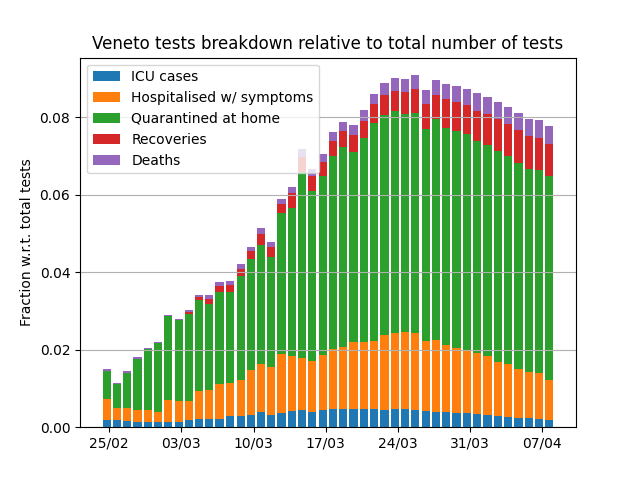 Veneto tests breakdown relative to total number of tests
ICU cases
Hospitalised w/ symptoms
Quarantined at home
Recoveries
Deaths
Fraction w.r.t. total tests
0.08
0.06
0.04
0.02
0.00
25/02 03/03 10/03 17/03 24/03 31/03 07/04